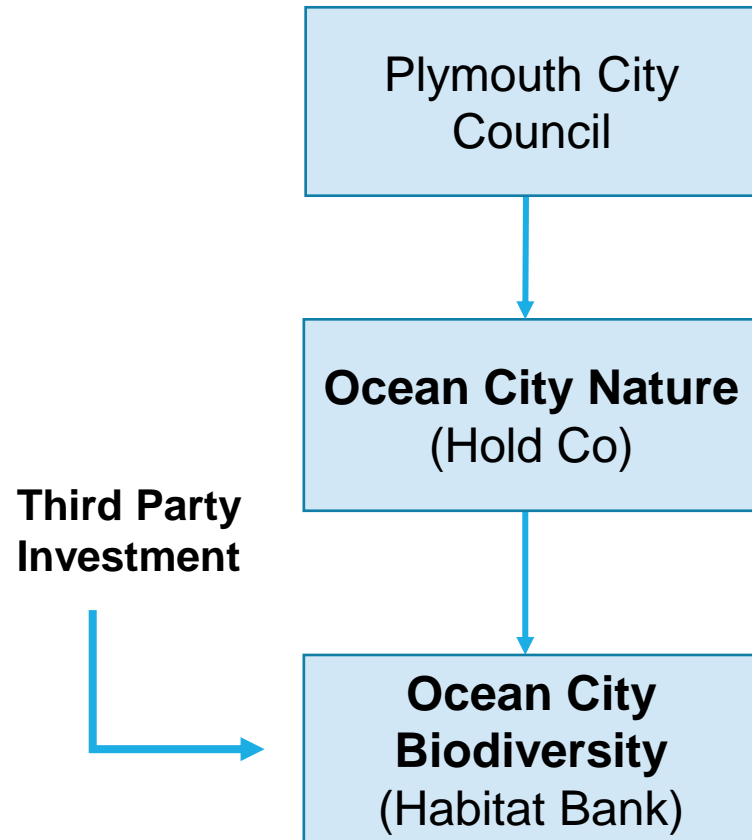 Plymouth City
Council
Ocean City Nature
(Hold Co)
Third Party
Investment
Ocean City
Biodiversity
(Habitat Bank)